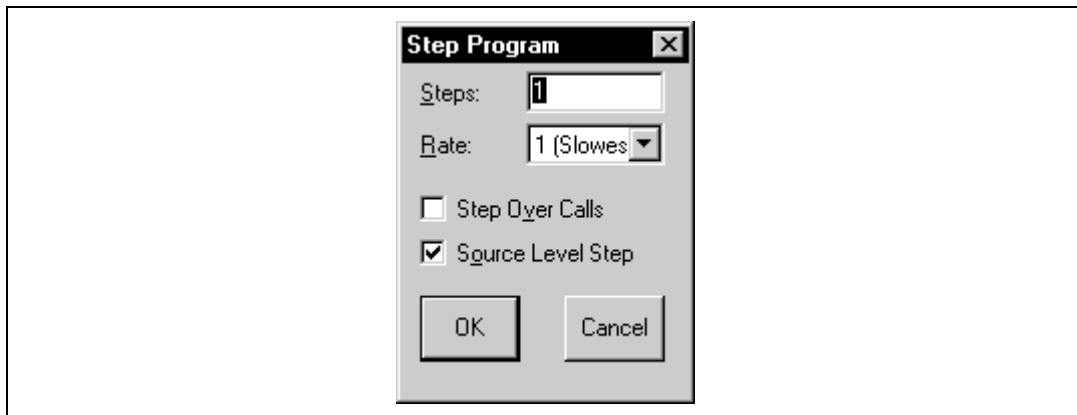 Step Program
Steps: 1
Rate: 1 (Slowes
Step Over Calls
Source Level Step
OK Cancel